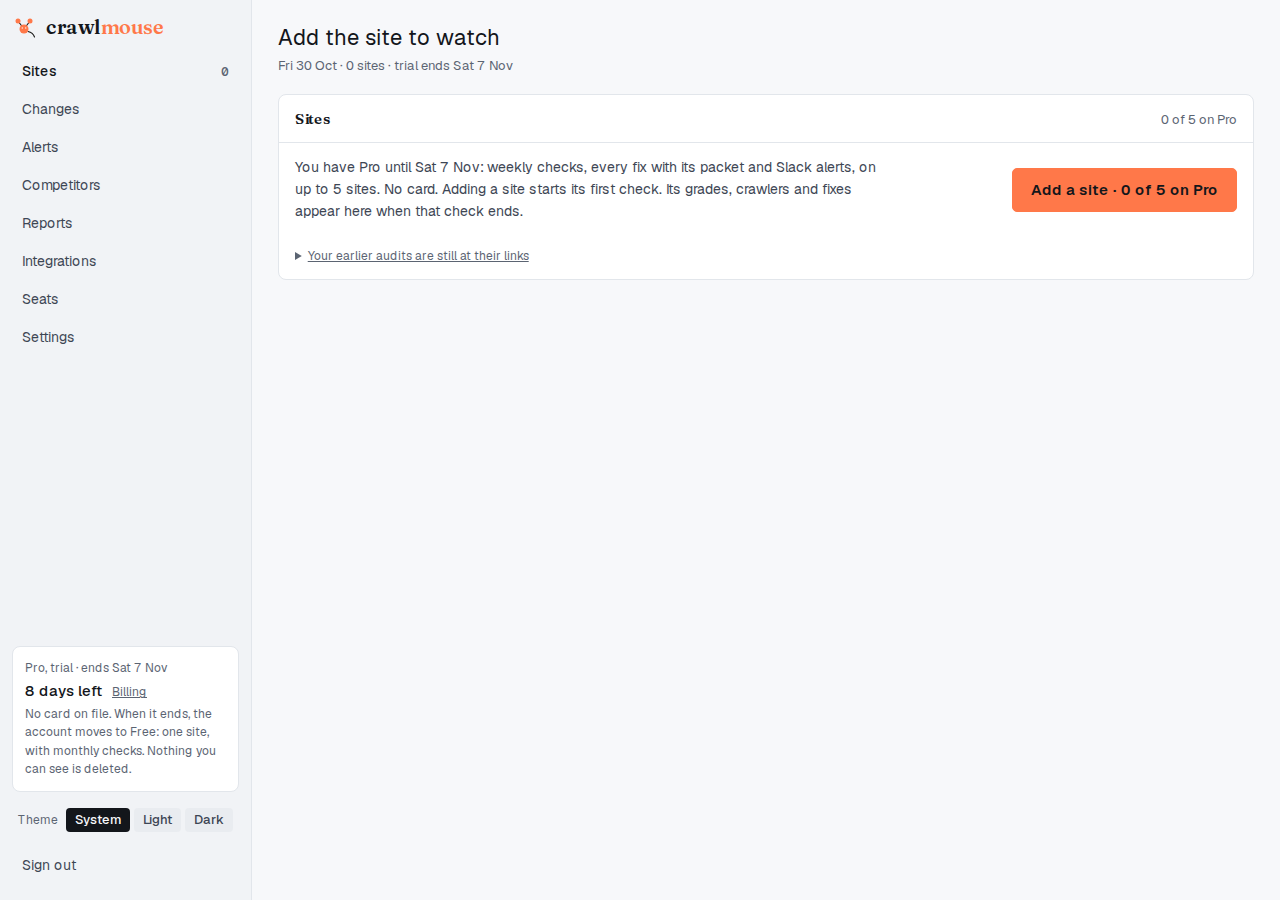 crawlmouse
Sites 0
Changes
Alerts
Competitors
Reports
Integrations
Seats
Settings
Pro, trial · ends Sat 7 Nov
8 days left Billing
No card on file. When it ends, the
account moves to Free: one site,
with monthly checks. Nothing you
can see is deleted.
Theme System Light Dark
Sign out
Add the site to watch
Fri 30 Oct · 0 sites · trial ends Sat 7 Nov
Sites 0 of 5 on Pro
You have Pro until Sat 7 Nov: weekly checks, every fix with its packet and Slack alerts, on
up to 5 sites. No card. Adding a site starts its first check. Its grades, crawlers and fixes
appear here when that check ends.
Add a site · 0 of 5 on Pro
Your earlier audits are still at their links